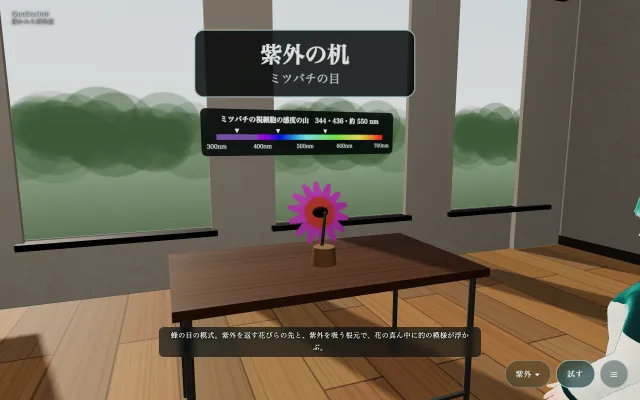 紫外の机
ミツバチの目
ミツバチの視細胞の感度の山 344・436・約 550 nm
300nm 400nm 500nm 600nm 700nm
蜂の目の模式。紫外を返す花びらの先と、紫外を吸う根元で、花の真ん中に的の模様が浮か
ぶ。
紫外
試す